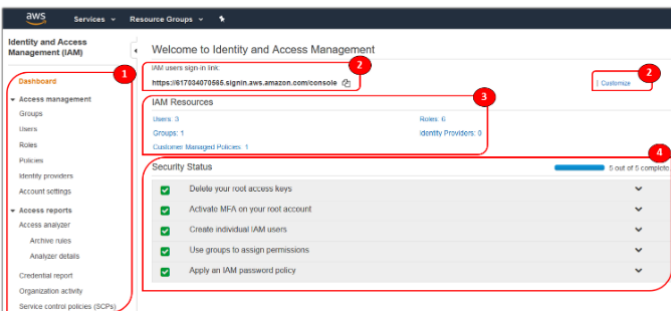 aws
Services
Resource Groups
Identity and Access
Management (IAM)
Dashboard
Access management
Groups
Users
Roles
Policies
Identity providers
Account settings
Access reports
Access analyzer
Archive rules
Analyzer details
Credential report
Organization activity
Service control policies (SCPs)
1
Welcome to Identity and Access Management
IAM users sign-in link:
2
https://617034070565.signin.aws.amazon.com/console
2
Customize
3
IAM Resources
Users: 3
Roles: 6
Groups: 1
Identity Providers: 0
Customer Managed Policies: 1
4
Security Status
5 out of 5 complete.
Delete your root access keys
Activate MFA on your root account
Create individual IAM users
Use groups to assign permissions
Apply an IAM password policy